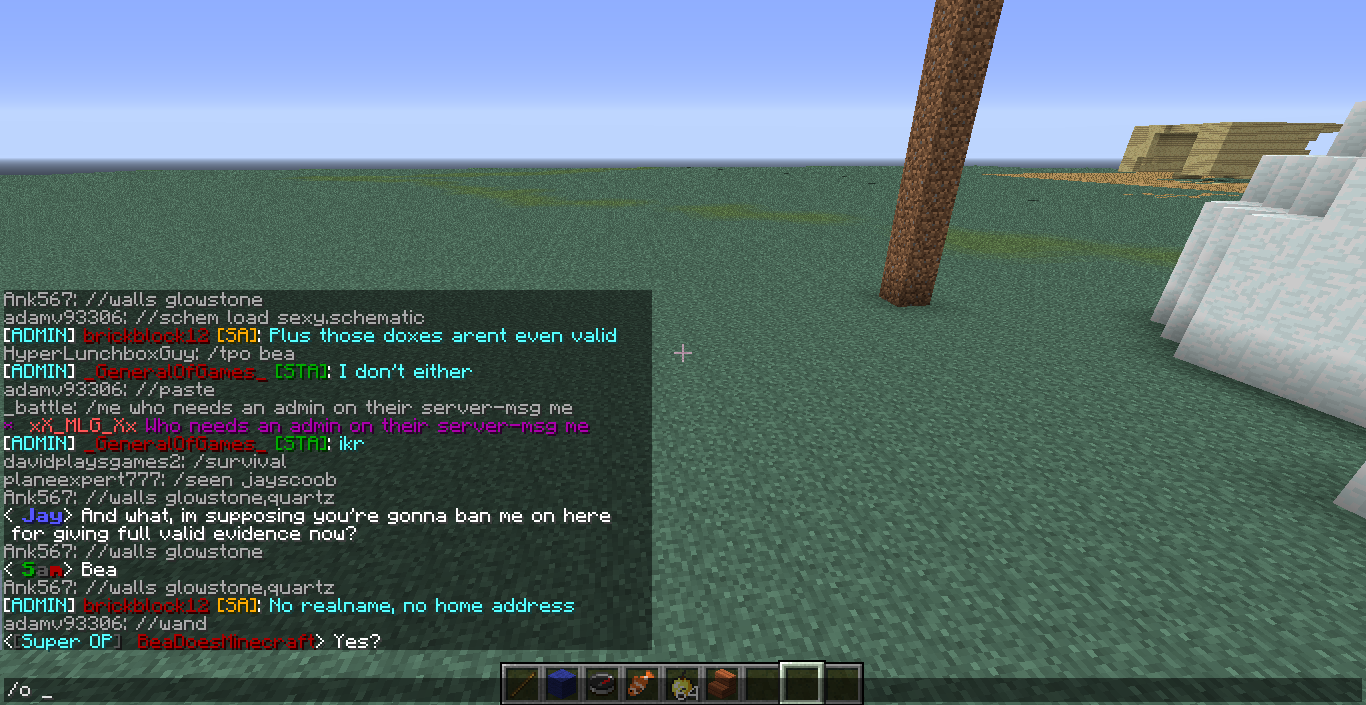 Ank567: //walls glowstone
adamv93306: //schem load sexy.schematic
[ADMIN] brickblock12 [SA]: Plus those doxes arent even valid
HyperLunchboxGuy: /tpo bea
[ADMIN] _GeneralOfGames_ [STA]: I don't either
adamv93306: //paste
_battle: /me who needs an admin on their server-msg me
* xX_MLG_Xx Who needs an admin on their server-msg me
[ADMIN] _GeneralOfGames_ [STA]: ikr
davidplaysgames2: /survival
planeexpert777: /seen jayscoob
Ank567: //walls glowstone,quartz
< Jay> And what, im supposing you're gonna ban me on here
for giving full valid evidence now?
Ank567: //walls glowstone
< Sam> Bea
Ank567: //walls glowstone,quartz
[ADMIN] brickblock12 [SA]: No realname, no home address
adamv93306: //wand
<[Super OP] BeaDoesMinecraft> Yes?
64
/o _